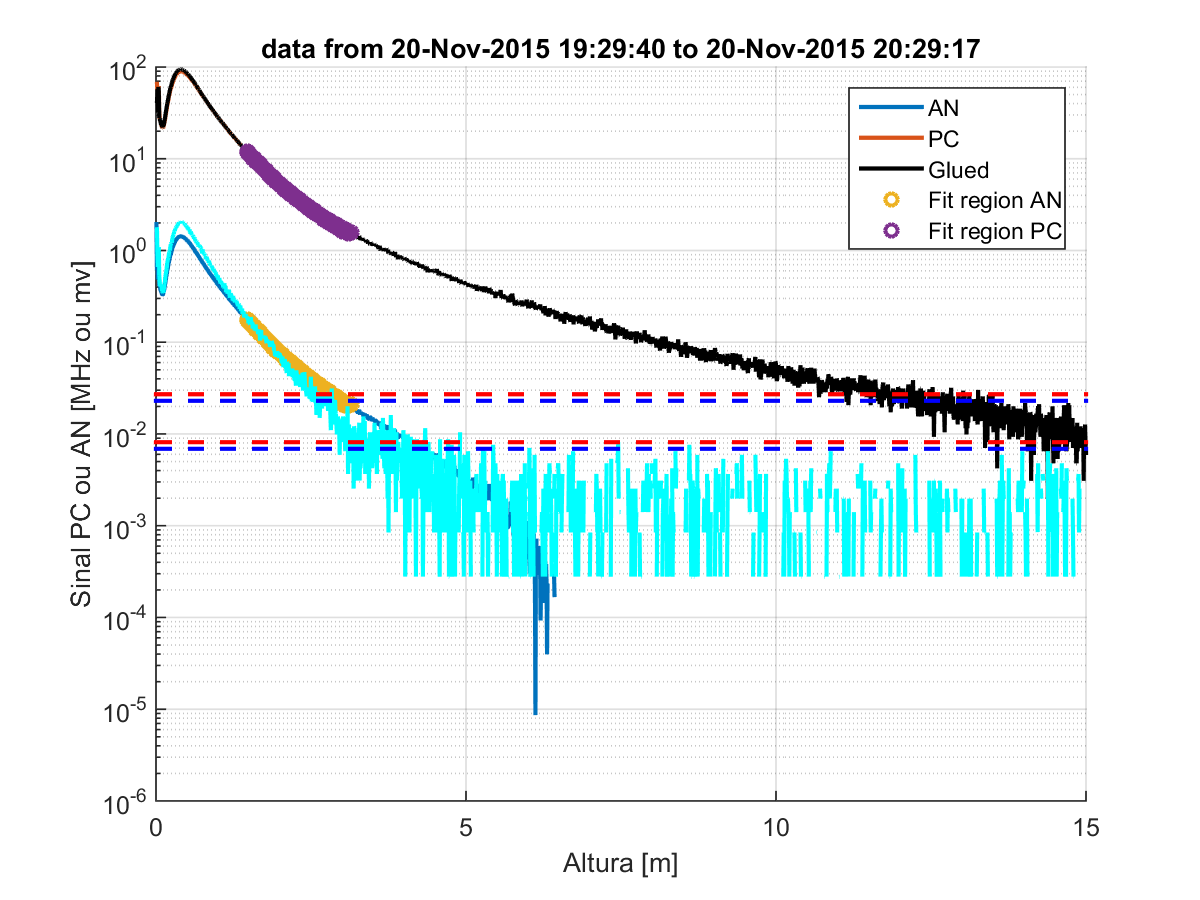 data from 20-Nov-2015 19:29:40 to 20-Nov-2015 20:29:17
AN
PC
Glued
Fit region AN
Fit region PC
Sinal PC ou AN [MHz ou mv]
10^2
10^1
10^0
10^-1
10^-2
10^-3
10^-4
10^-5
10^-6
0 5 10 15
Altura [m]